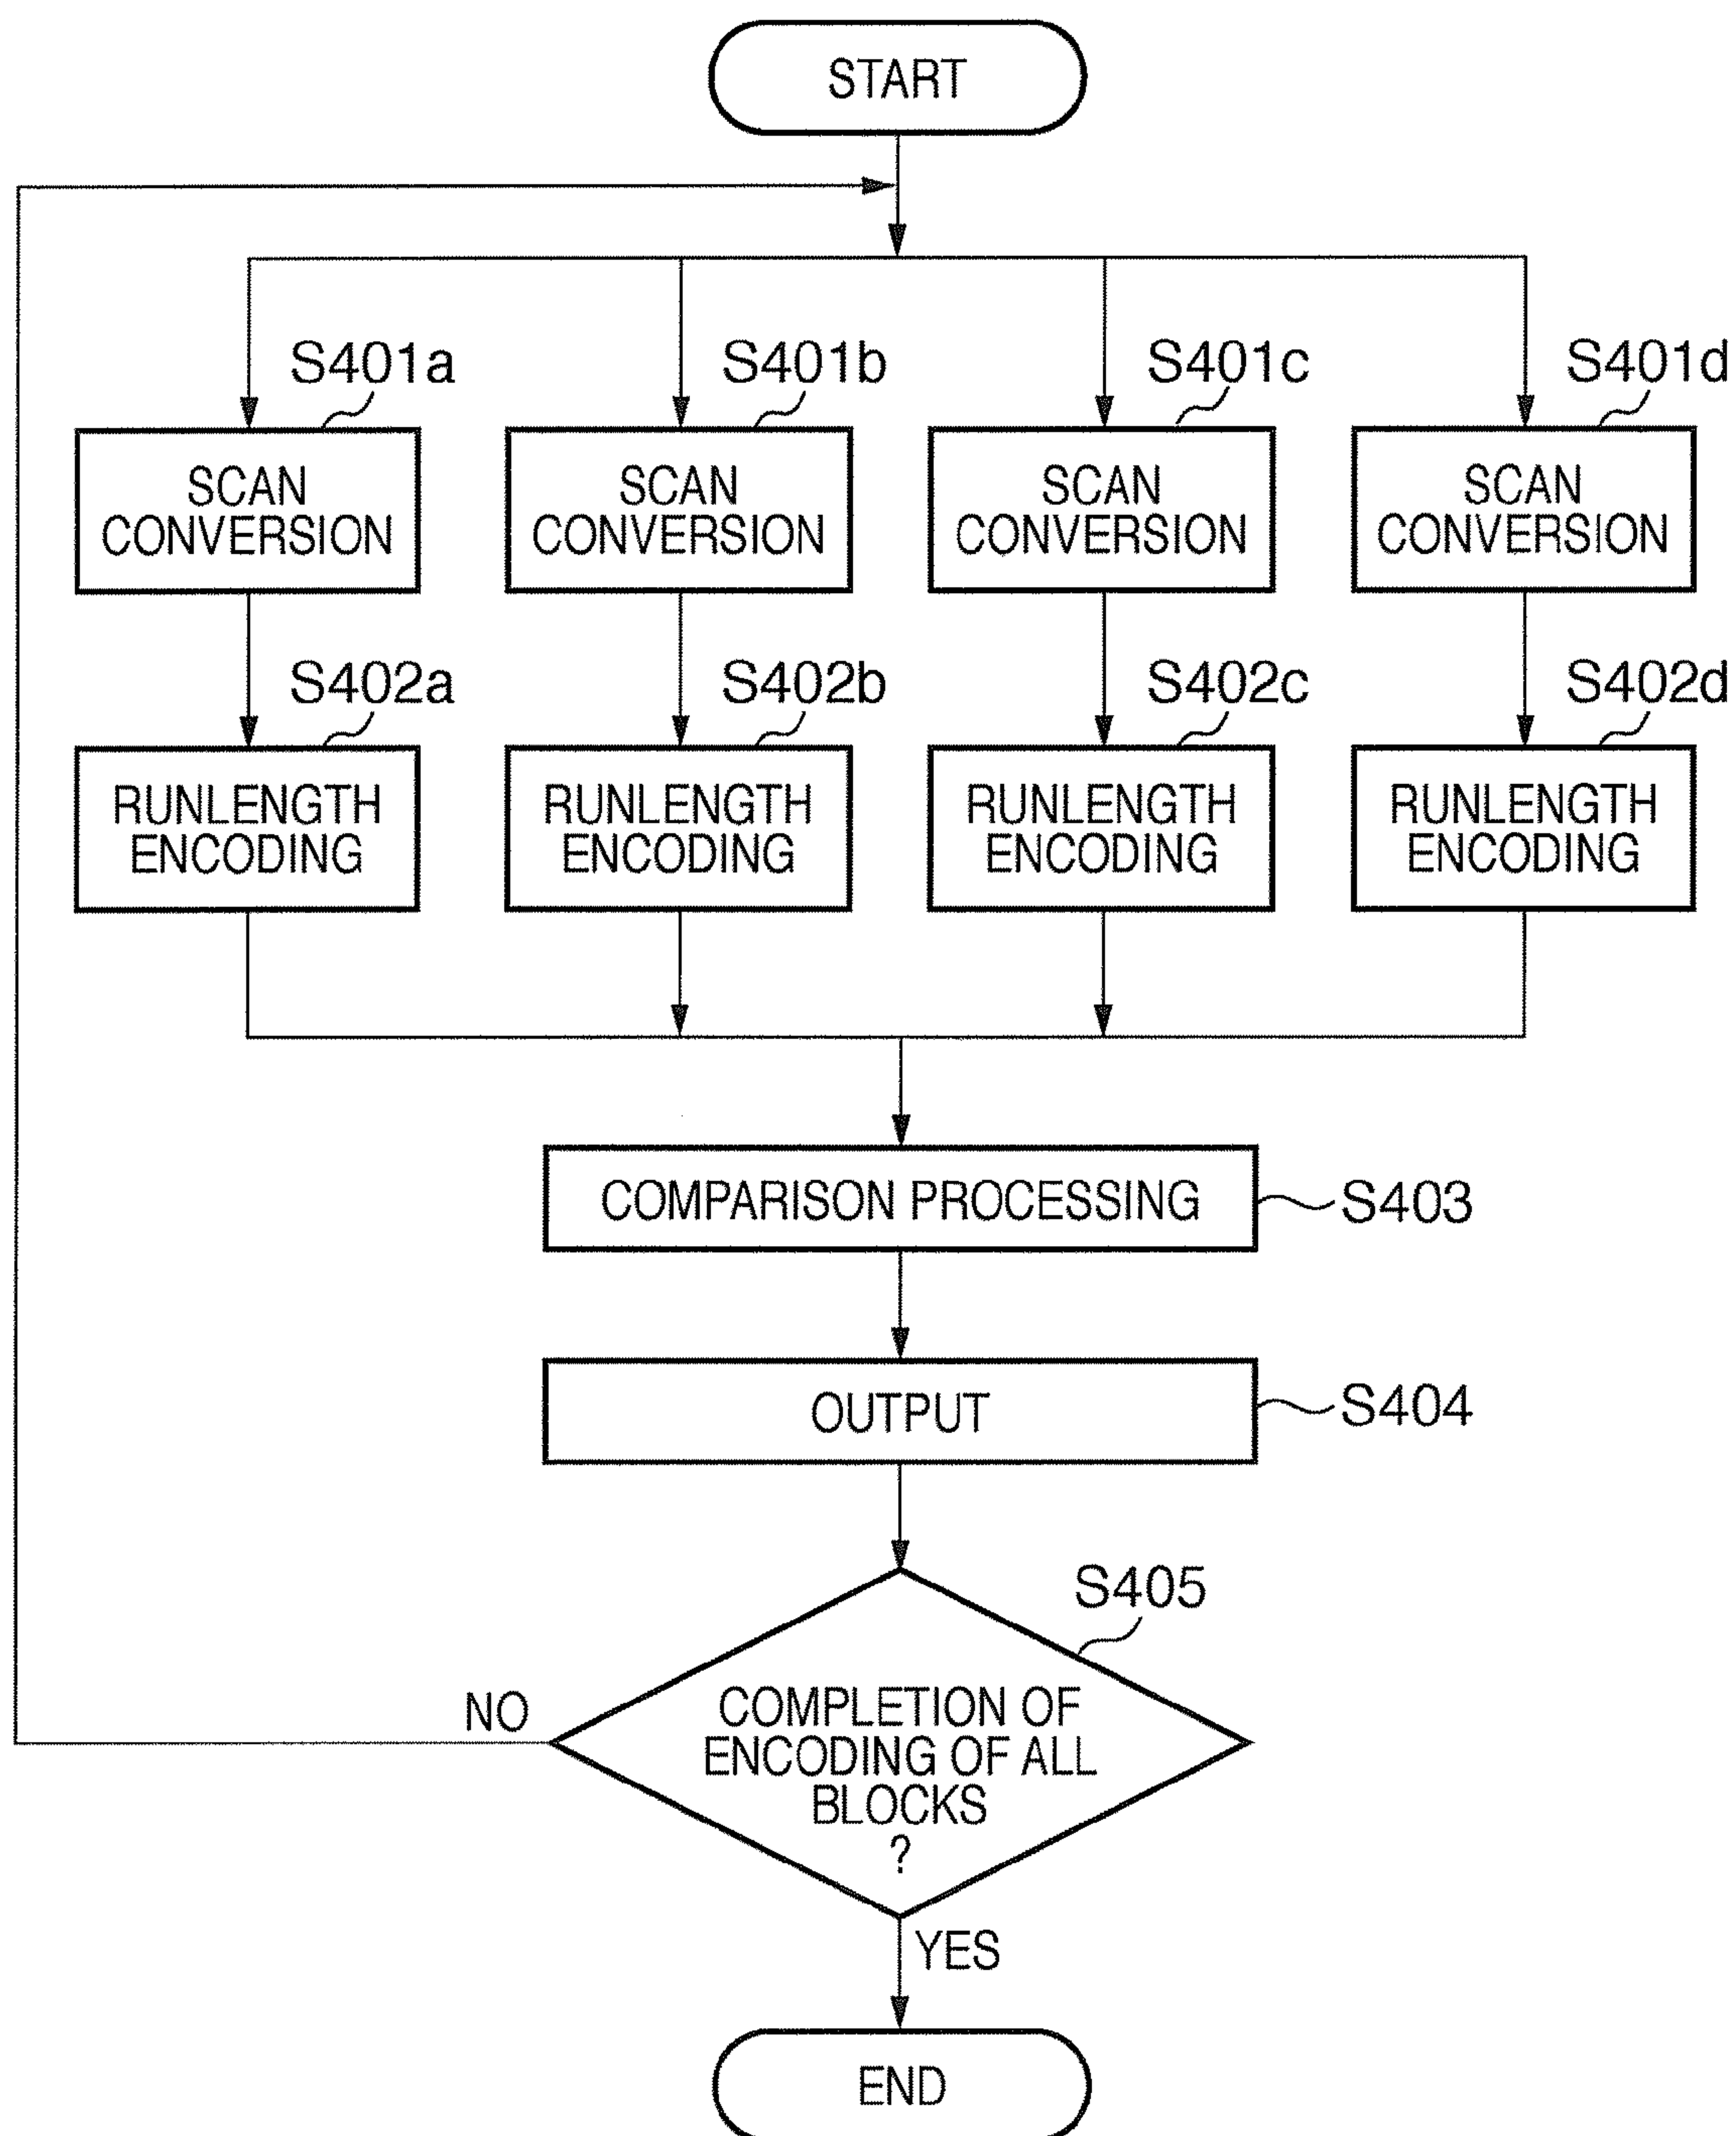 START
S401a
S401b
S401c
S401d
SCAN
CONVERSION
SCAN
CONVERSION
SCAN
CONVERSION
SCAN
CONVERSION
S402a
S402b
S402c
S402d
RUNLENGTH
ENCODING
RUNLENGTH
ENCODING
RUNLENGTH
ENCODING
RUNLENGTH
ENCODING
COMPARISON PROCESSING
S403
OUTPUT
S404
S405
NO
COMPLETION OF
ENCODING OF ALL
BLOCKS
?
YES
END